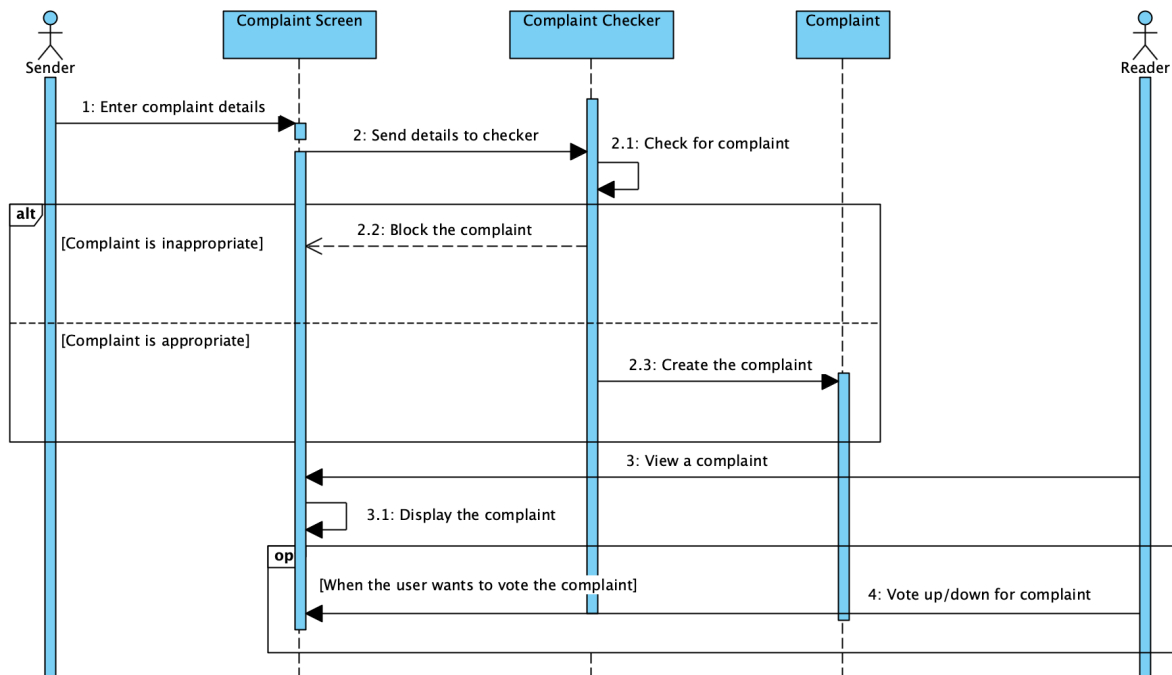 Complaint Screen
Complaint Checker
Complaint
Sender
Reader
1: Enter complaint details
2: Send details to checker
2.1: Check for complaint
alt
2.2: Block the complaint
[Complaint is inappropriate]
[Complaint is appropriate]
2.3: Create the complaint
3: View a complaint
3.1: Display the complaint
op
[When the user wants to vote the complaint]
4: Vote up/down for complaint